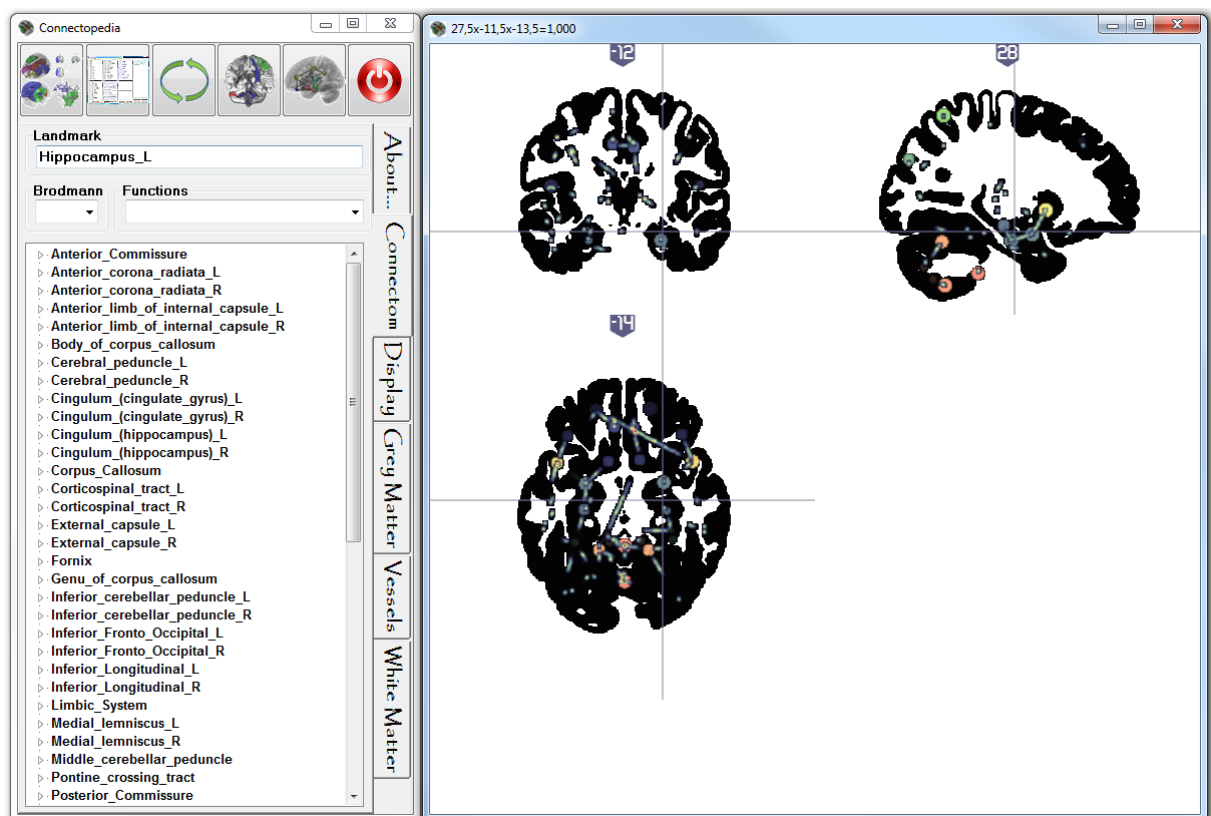 Connectopedia
Landmark
Hippocampus_L
Brodmann
Functions
Anterior_Commissure
Anterior_corona_radiata_L
Anterior_corona_radiata_R
Anterior_limb_of_internal_capsule_L
Anterior_limb_of_internal_capsule_R
Body_of_corpus_callosum
Cerebral_peduncle_L
Cerebral_peduncle_R
Cingulum_(cingulate_gyrus)_L
Cingulum_(cingulate_gyrus)_R
Cingulum_(hippocampus)_L
Cingulum_(hippocampus)_R
Corpus_Callosum
Corticospinal_tract_L
Corticospinal_tract_R
External_capsule_L
External_capsule_R
Fornix
Genu_of_corpus_callosum
Inferior_cerebellar_peduncle_L
Inferior_cerebellar_peduncle_R
Inferior_Fronto_Occipital_L
Inferior_Fronto_Occipital_R
Inferior_Longitudinal_L
Inferior_Longitudinal_R
Limbic_System
Medial_lemniscus_L
Medial_lemniscus_R
Middle_cerebellar_peduncle
Pontine_crossing_tract
Posterior_Commissure
About...
Connectom
Display
Grey Matter
Vessels
White Matter
27,5x-11,5x-13,5=1,000
-12
28
-14